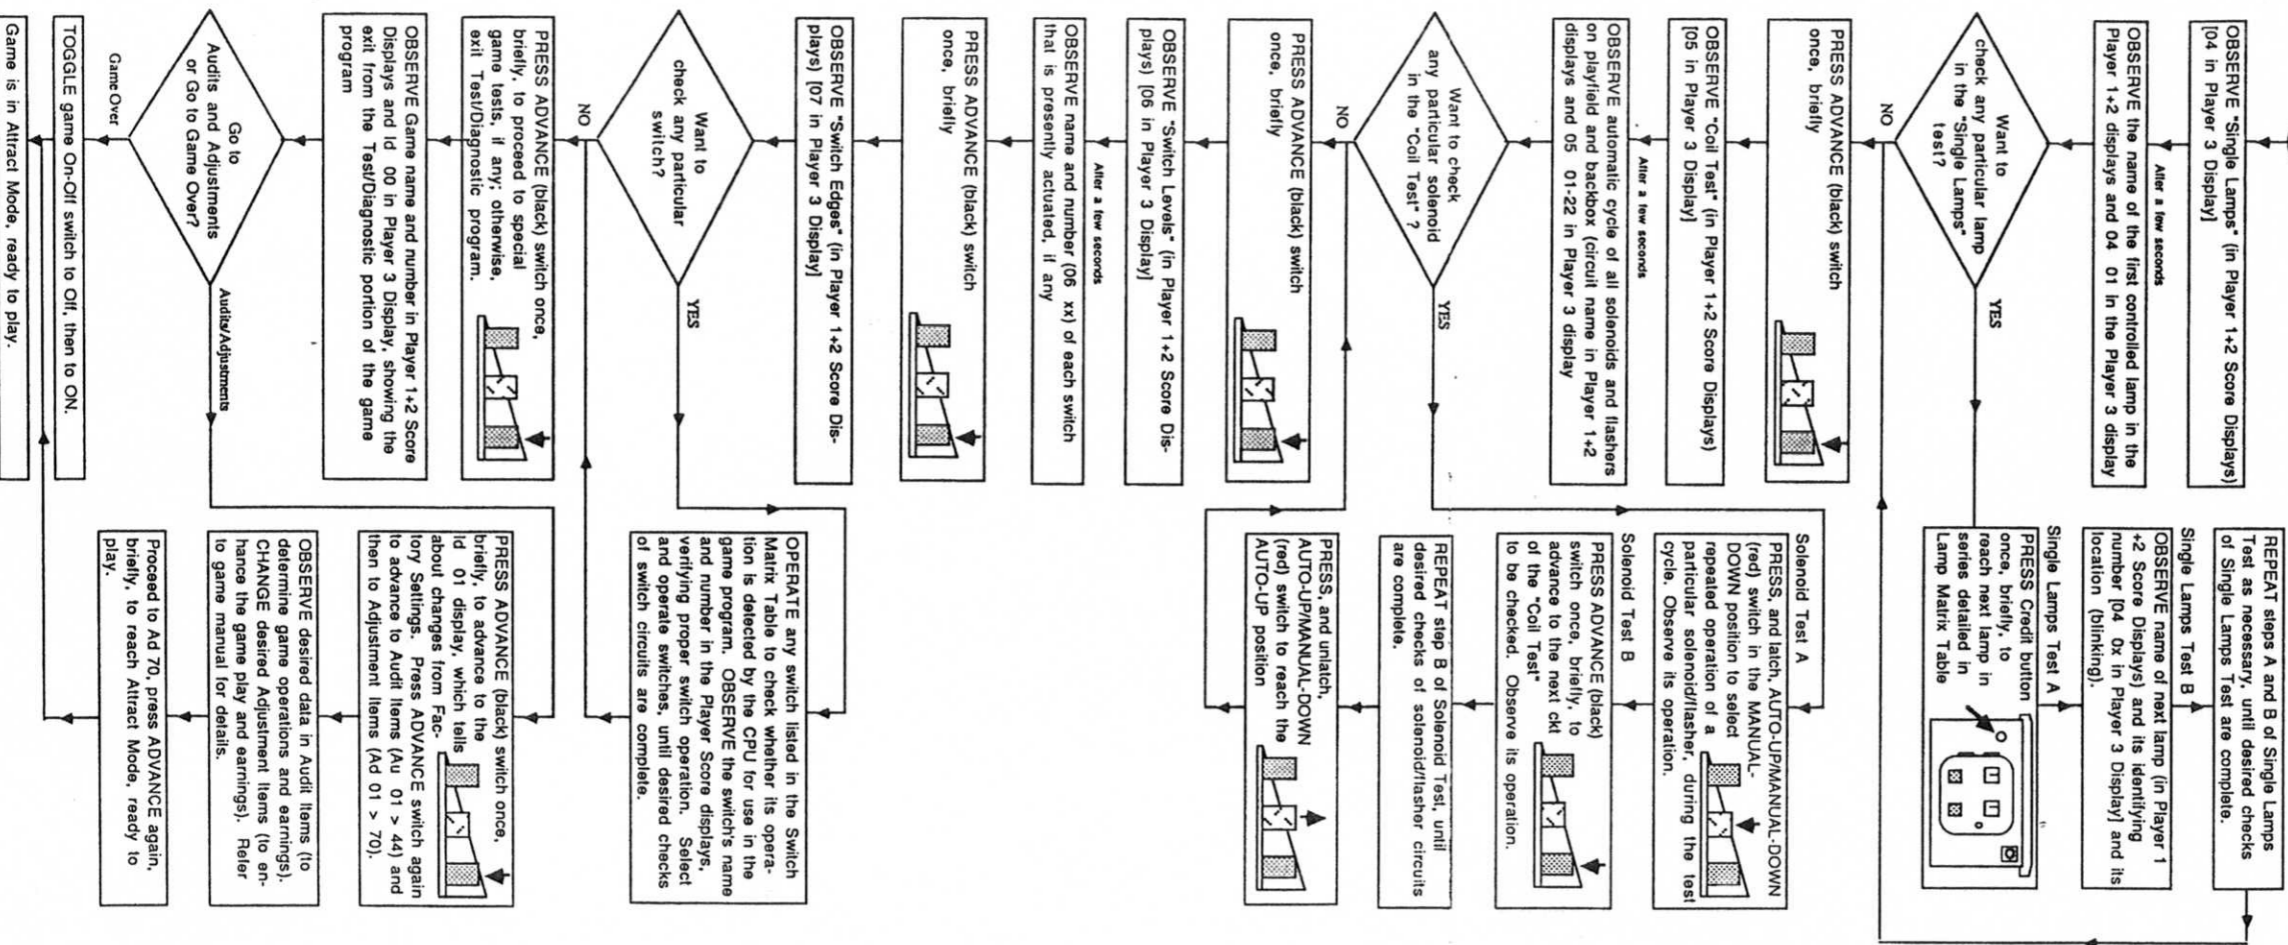 OBSERVE "Single Lamps" (in Player 1+2 Score Displays)
[04 in Player 3 Display]
After a few seconds
OBSERVE the name of the first controlled lamp in the
Player 1+2 displays and 04 01 in the Player 3 display
Want to
check any particular lamp
in the "Single Lamps"
test?
YES
NO
REPEAT steps A and B of Single Lamps
Test as necessary, until desired checks
of Single Lamps Test are complete.
Single Lamps Test B
OBSERVE name of next lamp (in Player 1
+2 Score Displays) and its identifying
number [04 0x in Player 3 Display] and its
location (blinking).
Single Lamps Test A
PRESS Credit button
once, briefly, to
reach next lamp in
series detailed in
Lamp Matrix Table
PRESS ADVANCE (black) switch
once, briefly
OBSERVE "Coil Test" (in Player 1+2 Score Displays)
[05 in Player 3 Display]
After a few seconds
OBSERVE automatic cycle of all solenoids and flashers
on playfield and backbox (circuit name in Player 1+2
displays and 05 01-22 in Player 3 display
Want to check
any particular solenoid
in the "Coil Test" ?
YES
NO
Solenoid Test A
PRESS, and latch, AUTO-UP/MANUAL-DOWN
(red) switch in the MANUAL-
DOWN position to select
repeated operation of a
particular solenoid/flasher, during the test
cycle. Observe its operation.
Solenoid Test B
PRESS ADVANCE (black)
switch once, briefly, to
advance to the next ckt
of the "Coil Test"
to be checked. Observe its operation.
REPEAT step B of Solenoid Test, until
desired checks of solenoid/flasher circuits
are complete.
PRESS, and unlatch,
AUTO-UP/MANUAL-DOWN
(red) switch to reach the
AUTO-UP position
PRESS ADVANCE (black) switch
once, briefly
OBSERVE "Switch Levels" (in Player 1+2 Score Dis-
plays) [06 in Player 3 Display]
After a few seconds
OBSERVE name and number (06 xx) of each switch
that is presently actuated, if any
PRESS ADVANCE (black) switch
once, briefly
OBSERVE "Switch Edges" (in Player 1+2 Score Dis-
plays) [07 in Player 3 Display]
Want to
check any particular
switch?
YES
NO
OPERATE any switch listed in the Switch
Matrix Table to check whether its opera-
tion is detected by the CPU for use in the
game program. OBSERVE the switch's name
and number in the Player Score displays,
verifying proper switch operation. Select
and operate switches, until desired checks
of switch circuits are complete.
PRESS ADVANCE (black) switch once,
briefly, to proceed to special
game tests, if any; otherwise,
exit Test/Diagnostic program.
OBSERVE Game name and number in Player 1+2 Score
Displays and Id 00 in Player 3 Display, showing the
exit from the Test/Diagnostic portion of the game
program
Go to
Audits and Adjustments
or Go to Game Over?
Audits/Adjustments
Game Over
PRESS ADVANCE (black) switch once,
briefly, to advance to the
Id 01 display, which tells
about changes from Fac-
tory Settings. Press ADVANCE switch again
to advance to Audit Items (Au 01 > 44) and
then to Adjustment Items (Ad 01 > 70).
OBSERVE desired data in Audit Items (to
determine game operations and earnings).
CHANGE desired Adjustment Items (to en-
hance the game play and earnings). Refer
to game manual for details.
Proceed to Ad 70, press ADVANCE again,
briefly, to reach Attract Mode, ready to
play.
TOGGLE game On-Off switch to Off, then to ON.
Game is in Attract Mode, ready to play.